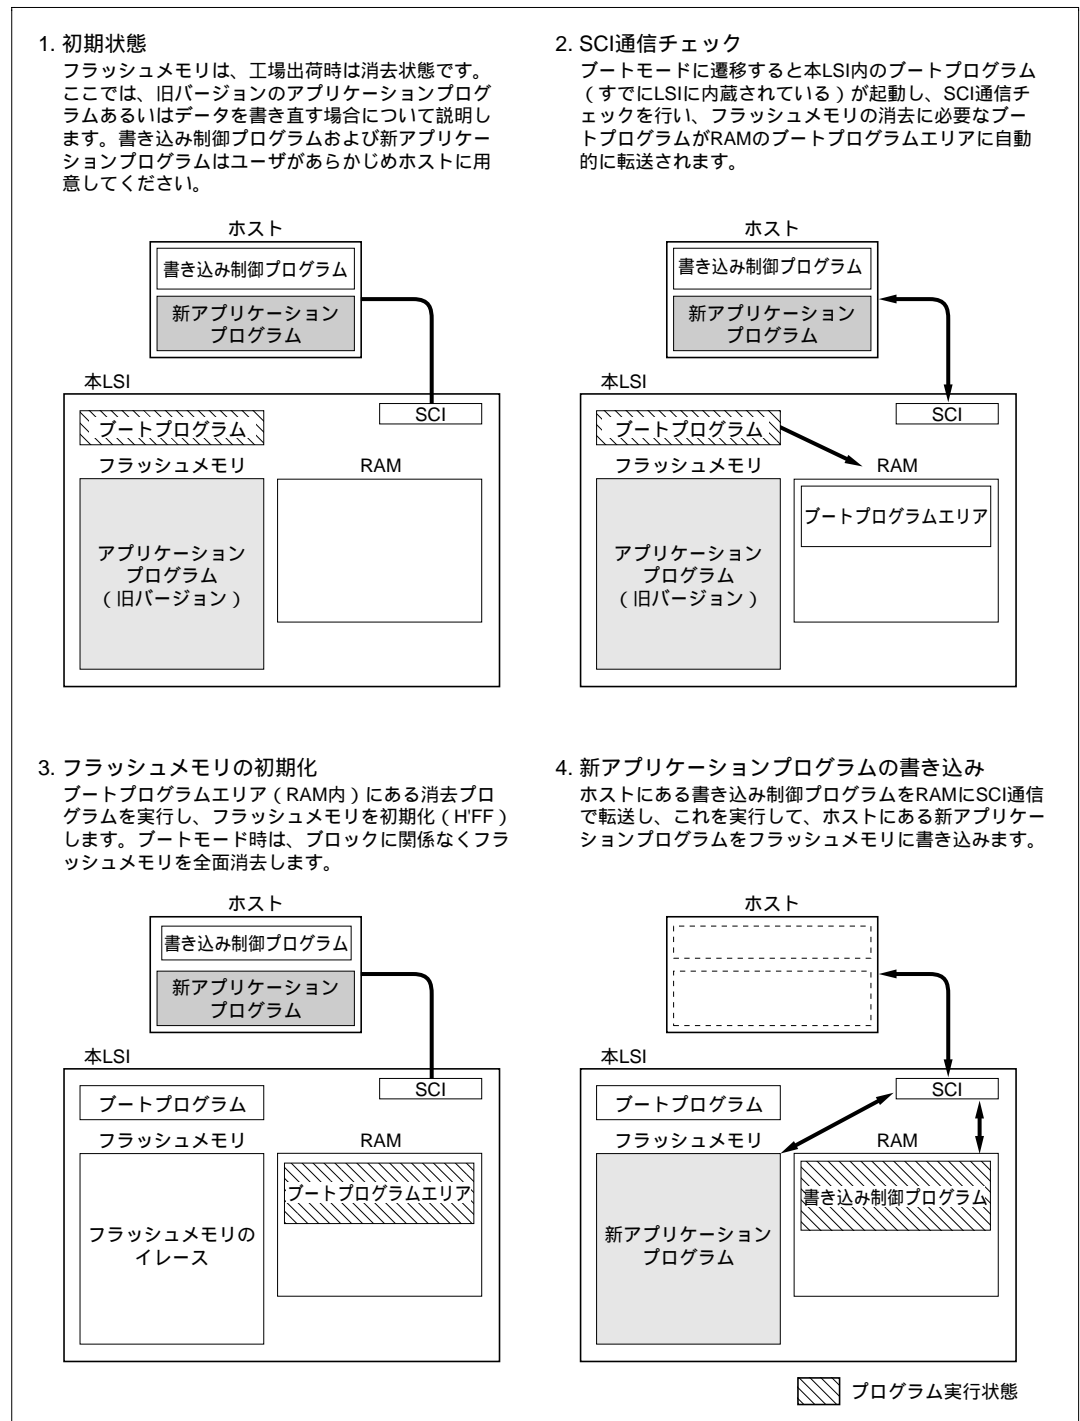 1. 初期状態
フラッシュメモリは、工場出荷時は消去状態です。
ここでは、旧バージョンのアプリケーションプログ
ラムあるいはデータを書き直す場合について説明し
ます。書き込み制御プログラムおよび新アプリケー
ションプログラムはユーザがあらかじめホストに用
意してください。
ホスト
書き込み制御プログラム
新アプリケーション
プログラム
本LSI
SCI
ブートプログラム
フラッシュメモリ
RAM
アプリケーション
プログラム
(旧バージョン)
2. SCI通信チェック
ブートモードに遷移すると本LSI内のブートプログラム
(すでにLSIに内蔵されている)が起動し、SCI通信チ
ェックを行い、フラッシュメモリの消去に必要なブー
トプログラムがRAMのブートプログラムエリアに自動
的に転送されます。
ホスト
書き込み制御プログラム
新アプリケーション
プログラム
本LSI
SCI
ブートプログラム
フラッシュメモリ
RAM
ブートプログラムエリア
アプリケーション
プログラム
(旧バージョン)
3. フラッシュメモリの初期化
ブートプログラムエリア(RAM内)にある消去プロ
グラムを実行し、フラッシュメモリを初期化(H'FF)
します。ブートモード時は、ブロックに関係なくフラ
ッシュメモリを全面消去します。
ホスト
書き込み制御プログラム
新アプリケーション
プログラム
本LSI
SCI
ブートプログラム
フラッシュメモリ
RAM
ブートプログラムエリア
フラッシュメモリの
イレース
4. 新アプリケーションプログラムの書き込み
ホストにある書き込み制御プログラムをRAMにSCI通信
で転送し、これを実行して、ホストにある新アプリケー
ションプログラムをフラッシュメモリに書き込みます。
ホスト
本LSI
SCI
ブートプログラム
フラッシュメモリ
RAM
書き込み制御プログラム
新アプリケーション
プログラム
プログラム実行状態